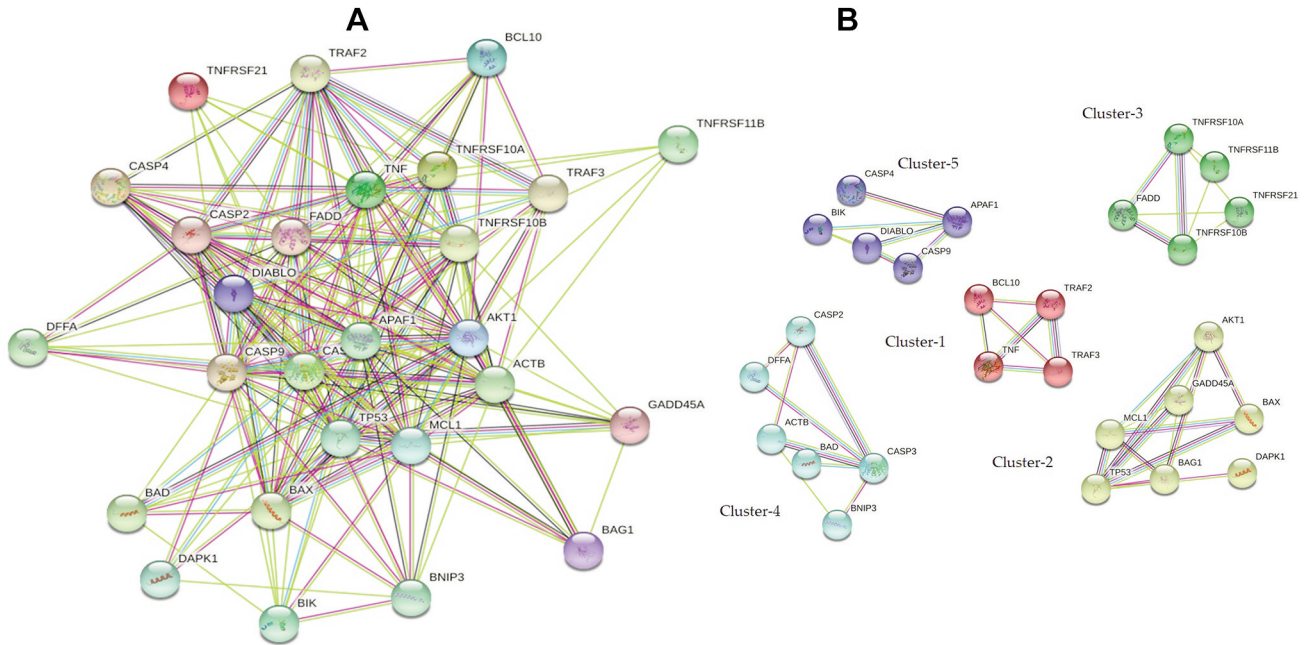 A
BCL10
TRAF2
TNFRSF21
TNFRSF11B
TNFRSF10A
CASP4
TNF
TRAF3
CASP2
FADD
TNFRSF10B
DIABLO
APAF1
AKT1
DFFA
CASP9
ACTB
GADD45A
TP53
MCL1
BAD
BAX
BAG1
DAPK1
BNIP3
BIK
B
Cluster-3
TNFRSF10A
TNFRSF11B
TNFRSF21
FADD
TNFRSF10B
Cluster-5
CASP4
APAF1
BIK
DIABLO
CASP9
Cluster-1
BCL10
TRAF2
TNF
TRAF3
Cluster-4
CASP2
DFFA
ACTB
BAD
CASP3
BNIP3
Cluster-2
AKT1
GADD45A
BAX
MCL1
DAPK1
BAG1
TP53